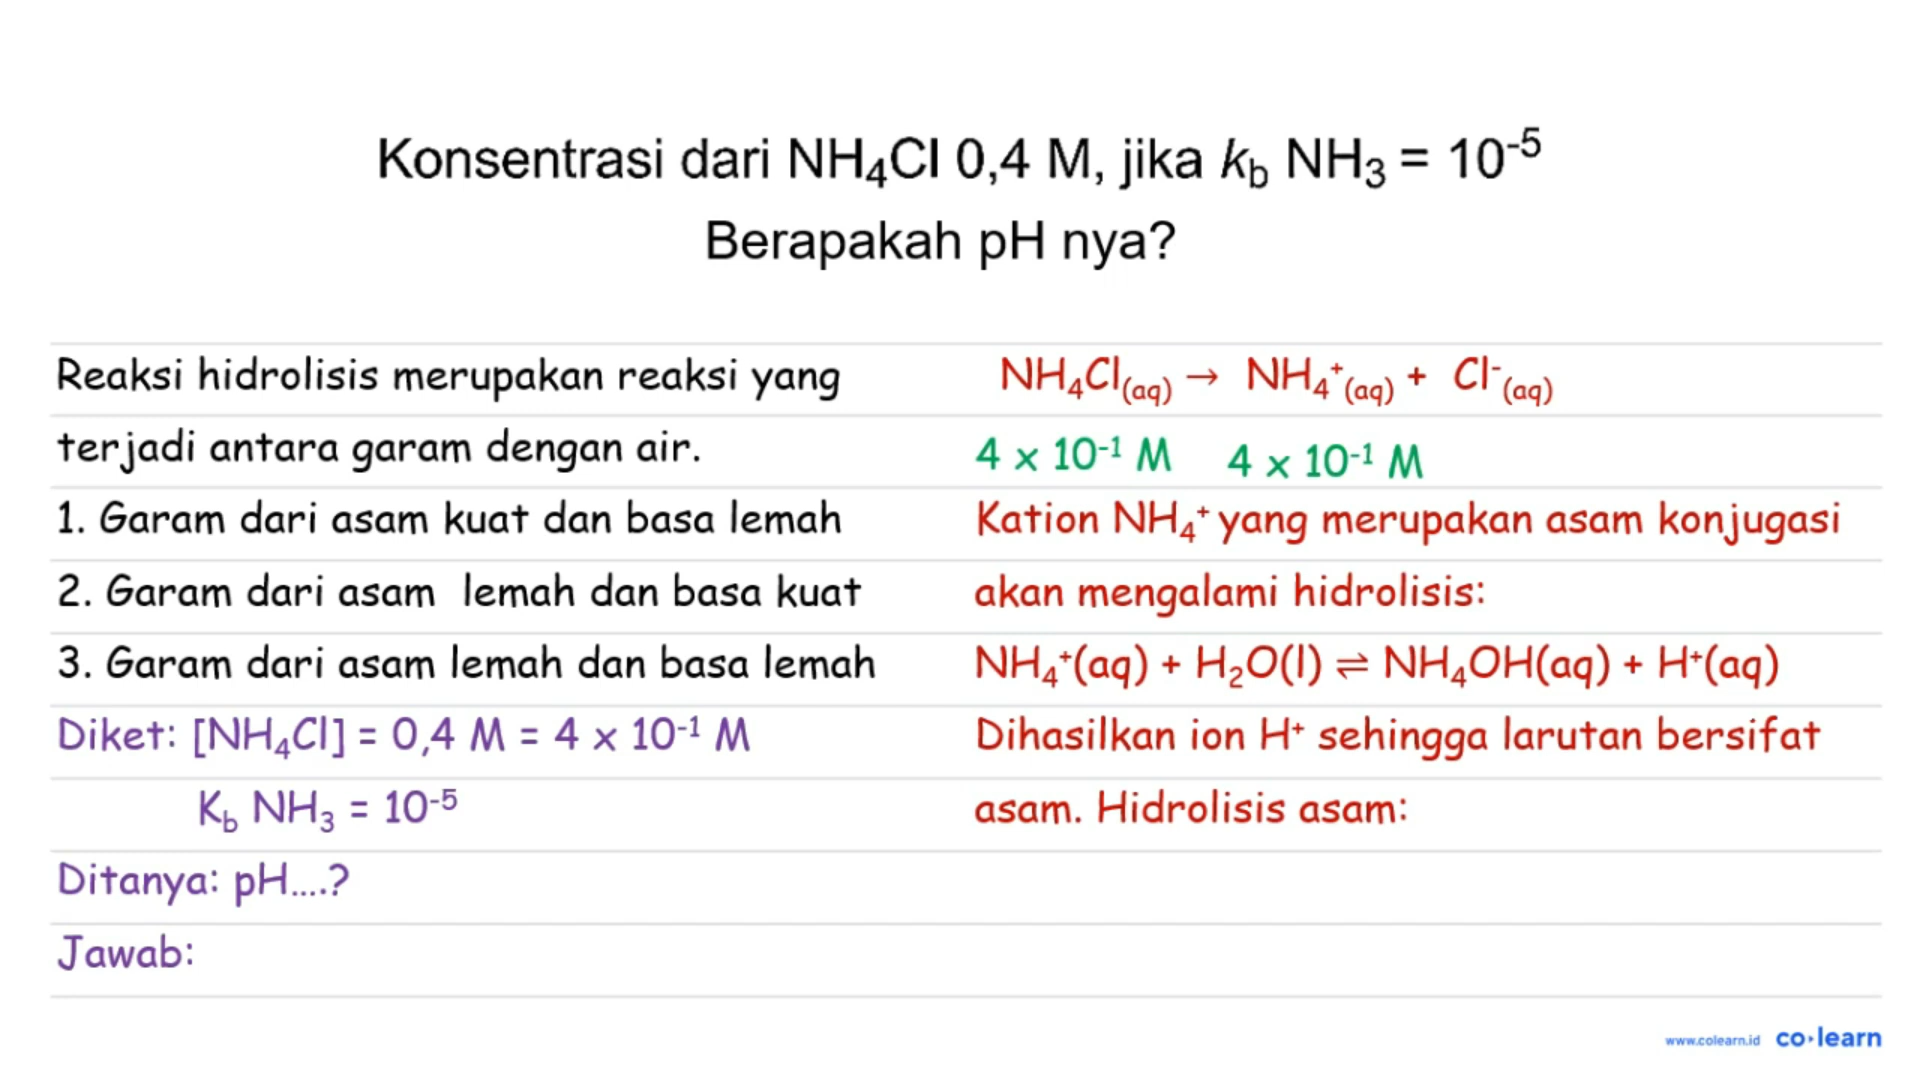 Konsentrasi dari NH₄Cl 0,4 M, jika k_b NH₃ = 10⁻⁵
Berapakah pH nya?
Reaksi hidrolisis merupakan reaksi yang
terjadi antara garam dengan air.
1. Garam dari asam kuat dan basa lemah
2. Garam dari asam lemah dan basa kuat
3. Garam dari asam lemah dan basa lemah
Diket: [NH₄Cl] = 0,4 M = 4 x 10⁻¹ M
K_b NH₃ = 10⁻⁵
Ditanya: pH....?
Jawab:
NH₄Cl(aq) → NH₄⁺(aq) + Cl⁻(aq)
4 x 10⁻¹ M 4 x 10⁻¹ M
Kation NH₄⁺ yang merupakan asam konjugasi
akan mengalami hidrolisis:
NH₄⁺(aq) + H₂O(l) ⇌ NH₄OH(aq) + H⁺(aq)
Dihasilkan ion H⁺ sehingga larutan bersifat
asam. Hidrolisis asam:
www.colearn.id co·learn